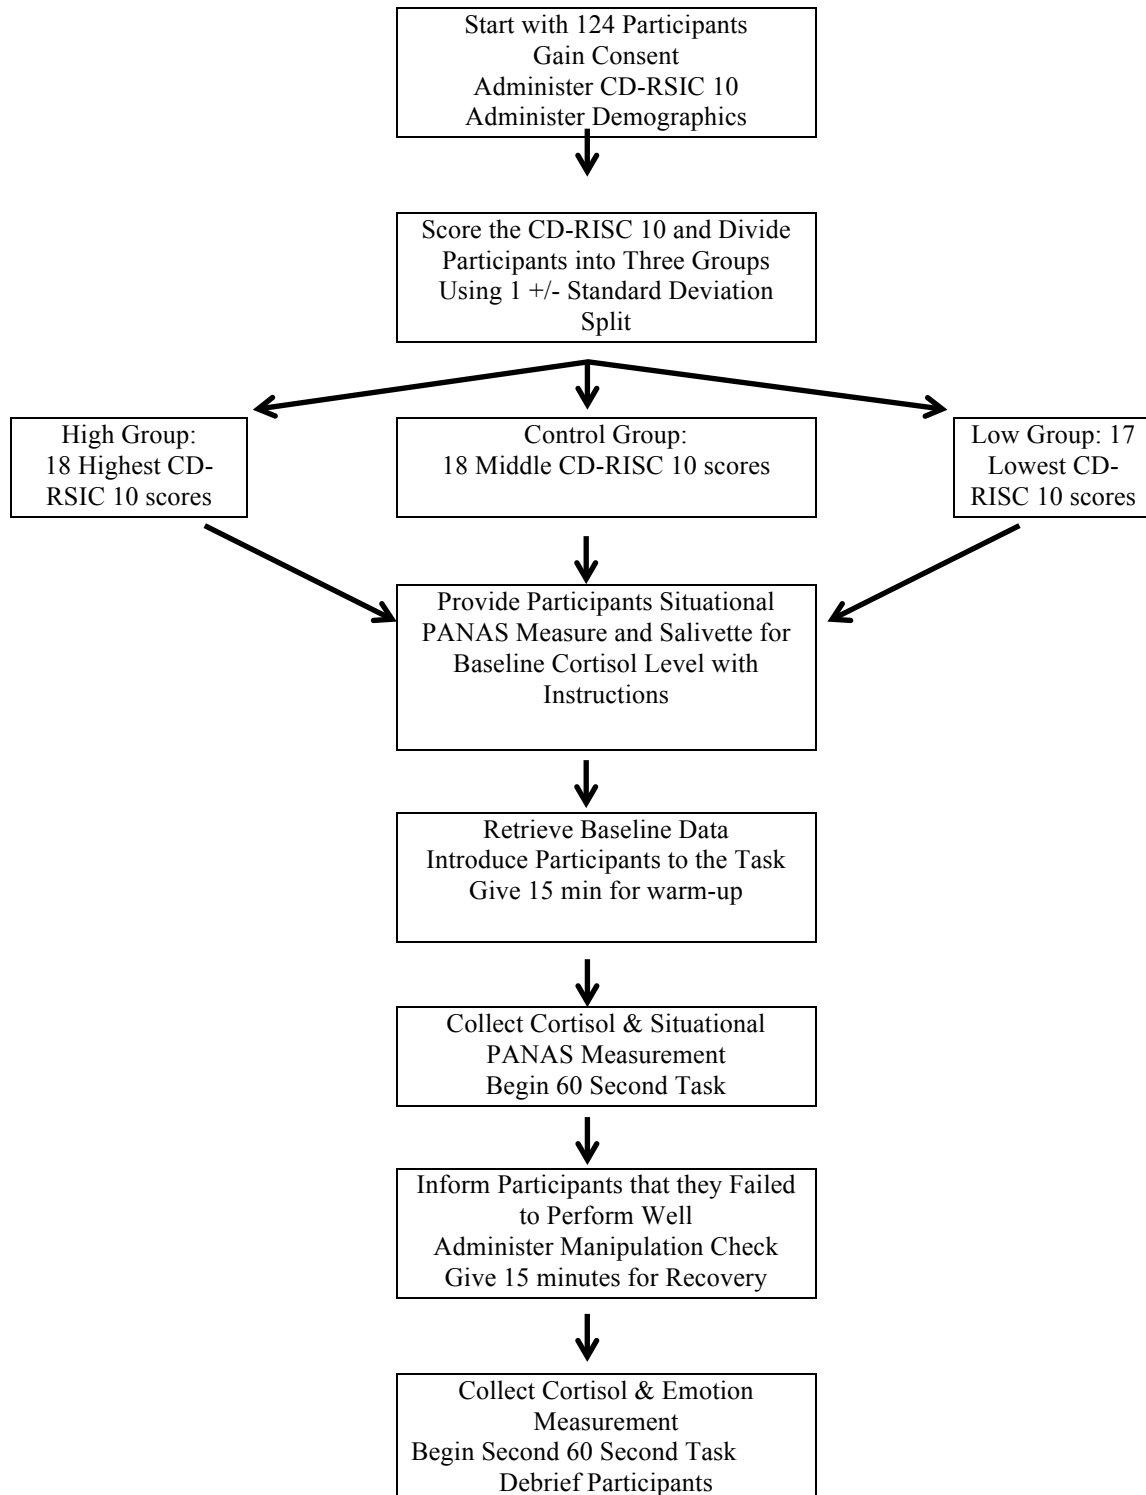 Start with 124 Participants
Gain Consent
Administer CD-RSIC 10
Administer Demographics
Score the CD-RISC 10 and Divide
Participants into Three Groups
Using 1 +/- Standard Deviation
Split
High Group:
18 Highest CD-
RSIC 10 scores
Control Group:
18 Middle CD-RISC 10 scores
Low Group: 17
Lowest CD-
RISC 10 scores
Provide Participants Situational
PANAS Measure and Salivette for
Baseline Cortisol Level with
Instructions
Retrieve Baseline Data
Introduce Participants to the Task
Give 15 min for warm-up
Collect Cortisol & Situational
PANAS Measurement
Begin 60 Second Task
Inform Participants that they Failed
to Perform Well
Administer Manipulation Check
Give 15 minutes for Recovery
Collect Cortisol & Emotion
Measurement
Begin Second 60 Second Task
Debrief Participants